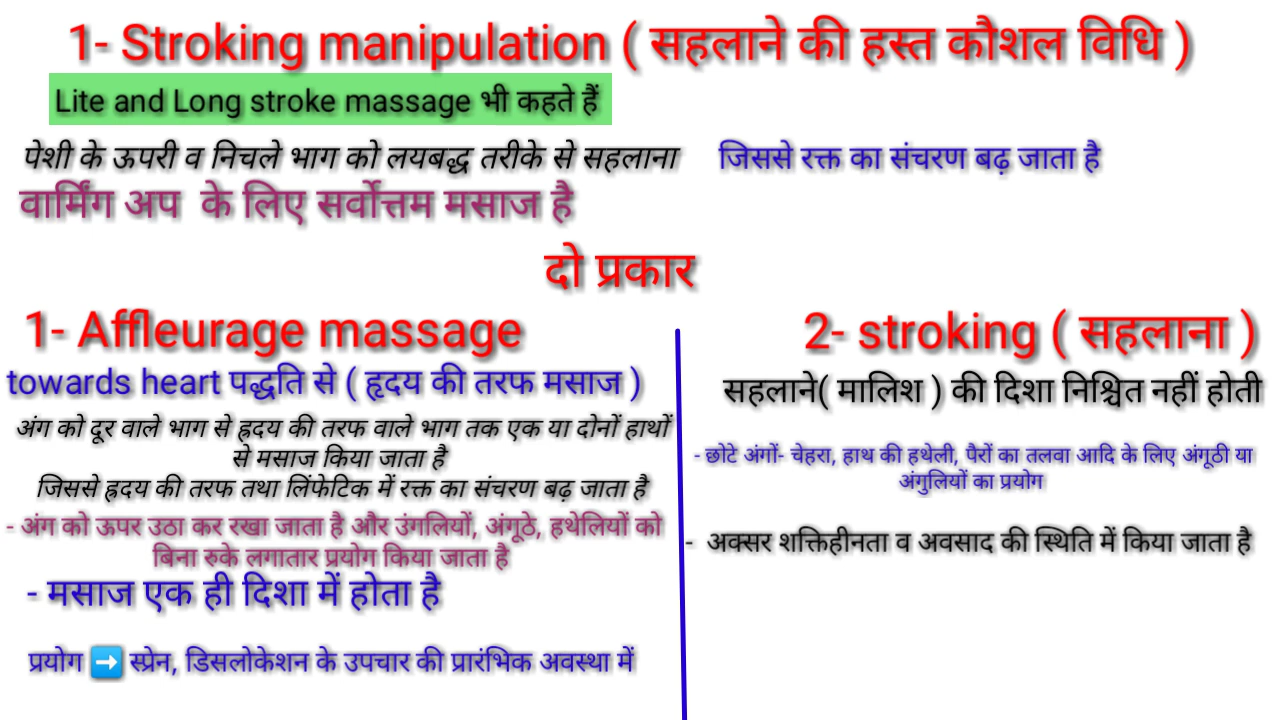 1- Stroking manipulation ( सहलाने की हस्त कौशल विधि )
Lite and Long stroke massage भी कहते हैं
पेशी के ऊपरी व निचले भाग को लयबद्ध तरीके से सहलाना जिससे रक्त का संचरण बढ़ जाता है
वार्मिंग अप के लिए सर्वोत्तम मसाज है
दो प्रकार
1- Affleurage massage
towards heart पद्धति से ( हृदय की तरफ मसाज )
अंग को दूर वाले भाग से ह्रदय की तरफ वाले भाग तक एक या दोनों हाथों
से मसाज किया जाता है
जिससे ह्रदय की तरफ तथा लिंफेटिक में रक्त का संचरण बढ़ जाता है
- अंग को ऊपर उठा कर रखा जाता है और उंगलियों, अंगूठे, हथेलियों को
बिना रुके लगातार प्रयोग किया जाता है
- मसाज एक ही दिशा में होता है
प्रयोग ➡️ स्प्रेन, डिसलोकेशन के उपचार की प्रारंभिक अवस्था में
2- stroking ( सहलाना )
सहलाने( मालिश ) की दिशा निश्चित नहीं होती
- छोटे अंगों- चेहरा, हाथ की हथेली, पैरों का तलवा आदि के लिए अंगूठी या
अंगुलियों का प्रयोग
- अक्सर शक्तिहीनता व अवसाद की स्थिति में किया जाता है